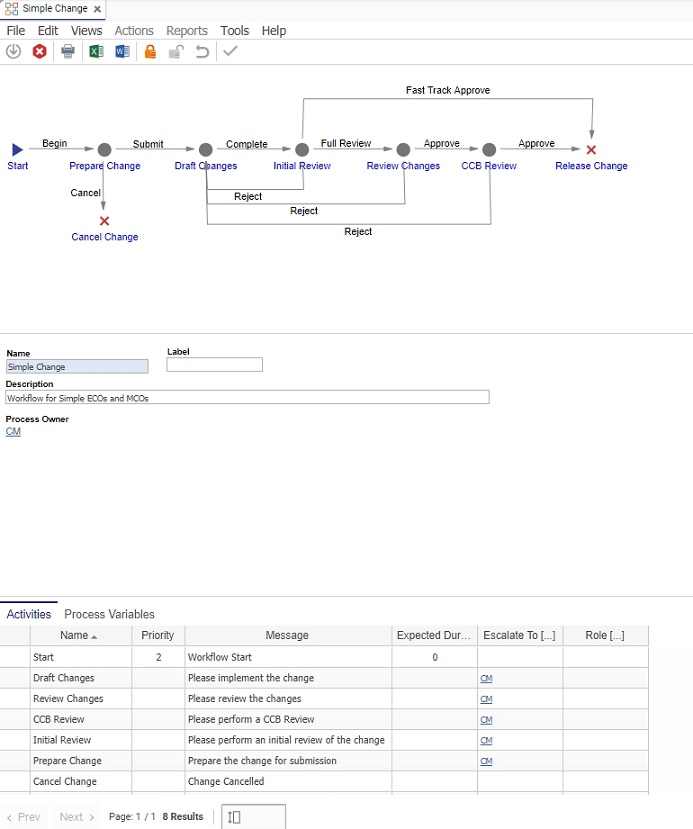 Simple Change
File Edit Views Actions Reports Tools Help
Fast Track Approve
Begin Submit Complete Full Review Approve Approve
Start Prepare Change Draft Changes Initial Review Review Changes CCB Review Release Change
Cancel
Reject
Reject
Reject
Cancel Change
Name Label
Simple Change
Description
Workflow for Simple ECOs and MCOs
Process Owner
CM
Activities Process Variables
Name Priority Message Expected Dur... Escalate To [...] Role [...]
Start 2 Workflow Start 0
Draft Changes Please implement the change CM
Review Changes Please review the changes CM
CCB Review Please perform a CCB Review CM
Initial Review Please perform an initial review of the change CM
Prepare Change Prepare the change for submission CM
Cancel Change Change Cancelled
< Prev Next > Page: 1 / 1 8 Results